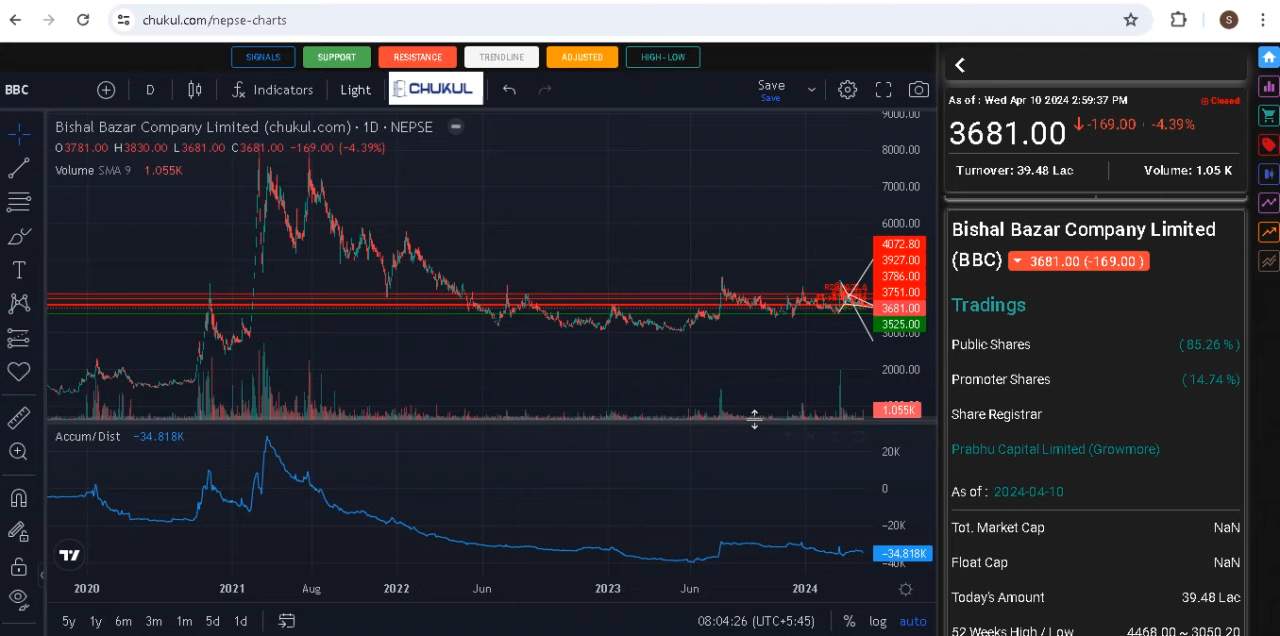 chukul.com/nepse-charts
S
SIGNALS SUPPORT RESISTANCE TRENDLINE ADJUSTED HIGH-LOW
BBC D Indicators Light CHUKUL Save
Save
Bishal Bazar Company Limited (chukul.com) · 1D · NEPSE
O3781.00 H3830.00 L3681.00 C3681.00 −169.00 (−4.39%)
Volume SMA 9 1.055K
9000.00
8000.00
7000.00
6000.00
4072.80
3927.00
3786.00
3751.00
3681.00
3525.00
3000.00
2000.00
1.055K
Accum/Dist −34.818K
20K
0
−20K
−34.818K
−40K
2020 2021 Aug 2022 Jun 2023 Jun 2024
5y 1y 6m 3m 1m 5d 1d 08:04:26 (UTC+5:45) % log auto
As of : Wed Apr 10 2024 2:59:37 PM Closed
3681.00 -169.00 -4.39%
Turnover: 39.48 Lac Volume: 1.05 K
Bishal Bazar Company Limited
(BBC) 3681.00 (-169.00 )
Tradings
Public Shares ( 85.26 % )
Promoter Shares ( 14.74 %)
Share Registrar
Prabhu Capital Limited (Growmore)
As of : 2024-04-10
Tot. Market Cap NaN
Float Cap NaN
Today's Amount 39.48 Lac
52 Weeks High / Low 4468.00 ~ 3050.20